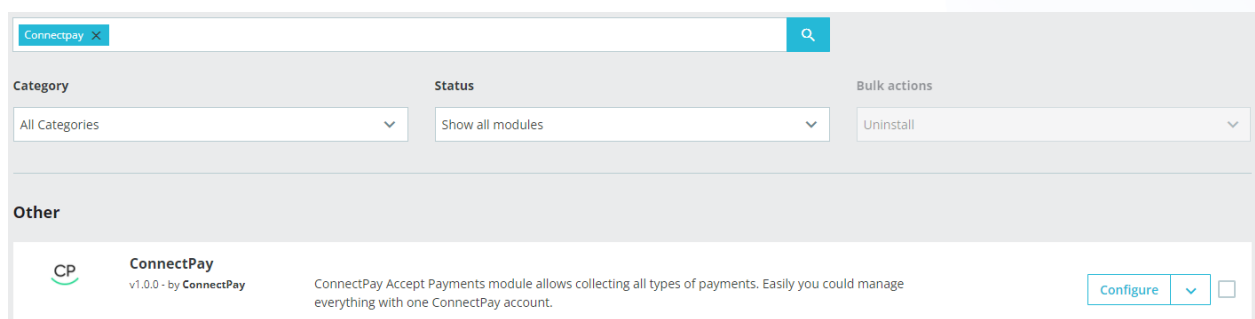 Connectpay
Category
Status
Bulk actions
All Categories
Show all modules
Uninstall
Other
CP
ConnectPay
v1.0.0 - by ConnectPay
ConnectPay Accept Payments module allows collecting all types of payments. Easily you could manage
everything with one ConnectPay account.
Configure